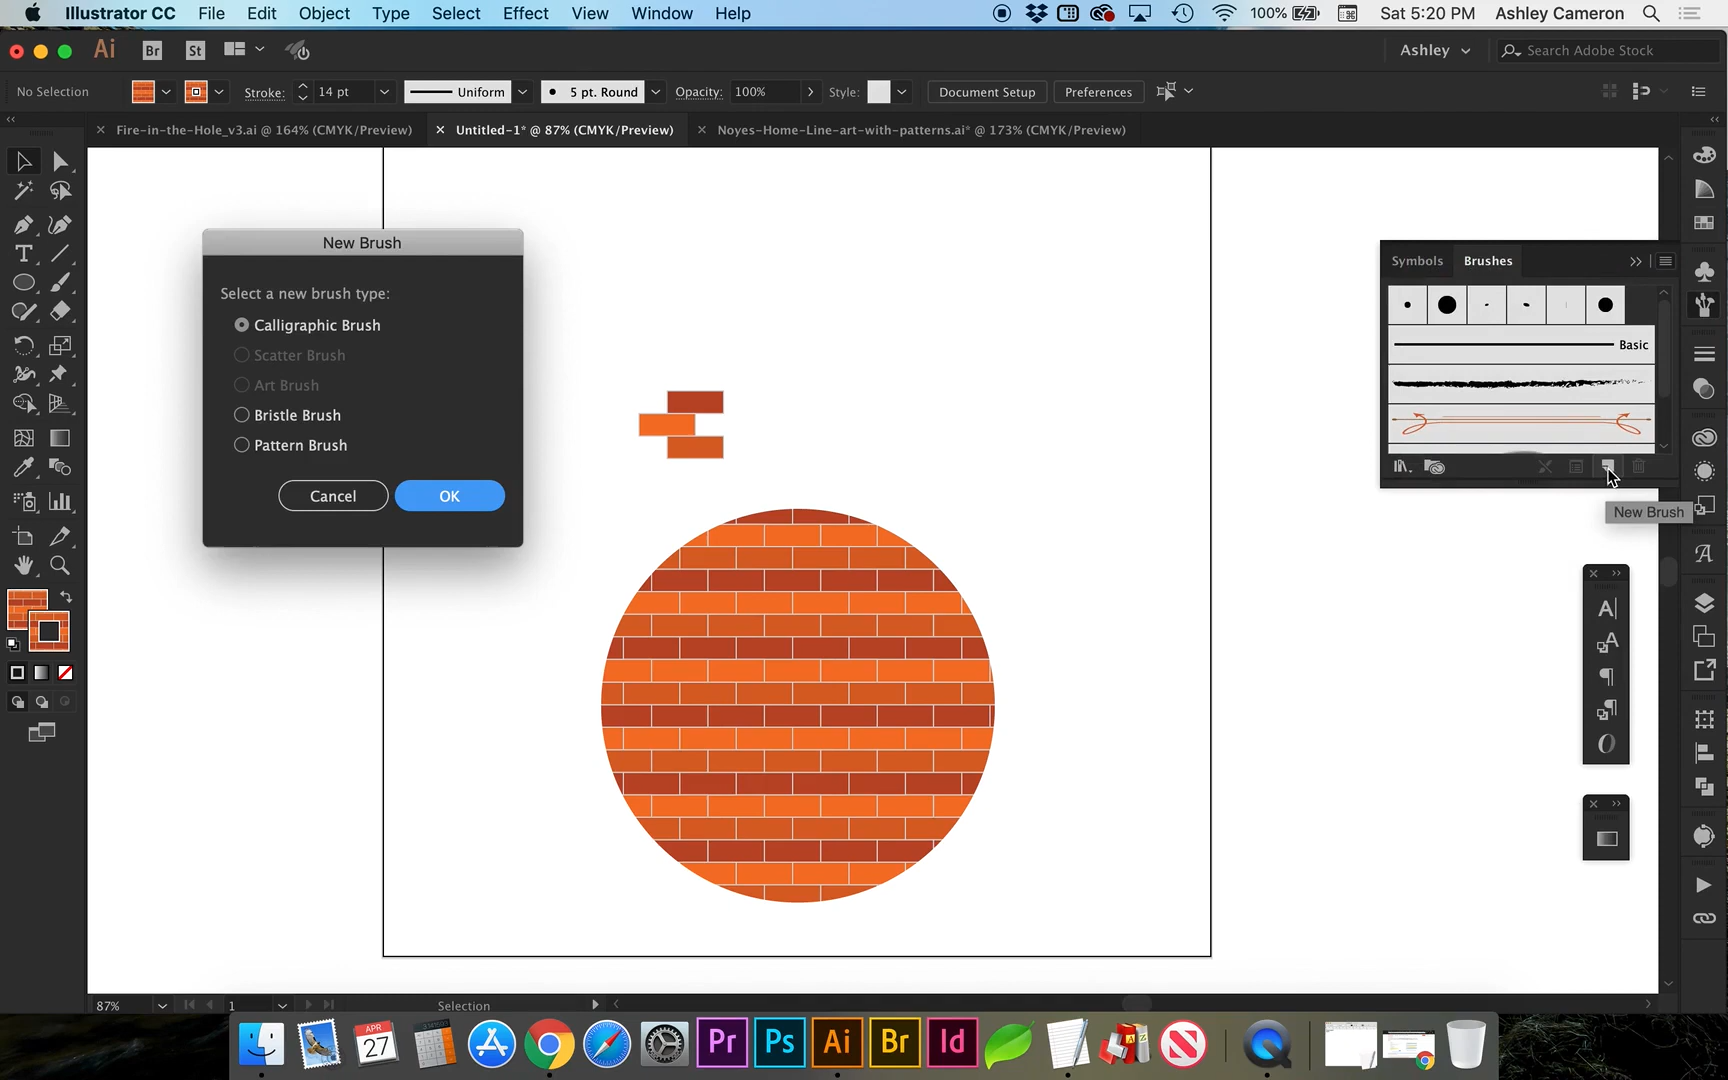 Illustrator CC File Edit Object Type Select Effect View Window Help 100% Sat 5:20 PM Ashley Cameron
Ai Br St Ashley Search Adobe Stock
No Selection Stroke: 14 pt Uniform 5 pt. Round Opacity: 100% Style: Document Setup Preferences
Fire-in-the-Hole_v3.ai @ 164% (CMYK/Preview) Untitled-1* @ 87% (CMYK/Preview) Noyes-Home-Line-art-with-patterns.ai* @ 173% (CMYK/Preview)
New Brush
Select a new brush type:
Calligraphic Brush
Scatter Brush
Art Brush
Bristle Brush
Pattern Brush
Cancel OK
Symbols Brushes
Basic
New Brush
87% 1 Selection
APR
27
Pr Ps Ai Br Id